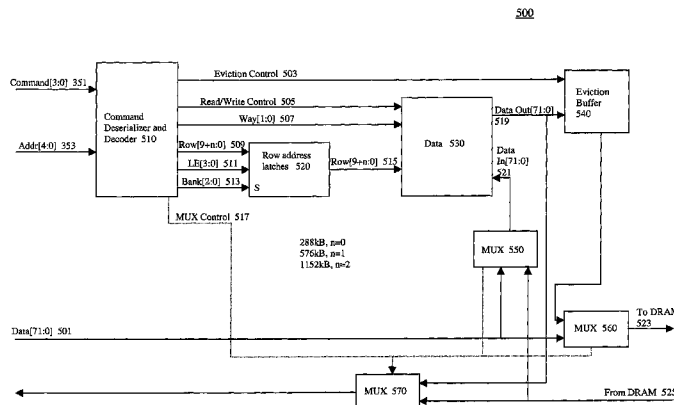 500
Command[3:0] 351
Addr[4:0] 353
Command
Deserializer and
Decoder 510
Eviction Control 503
Read/Write Control 505
Way[1:0] 507
Row[9+n:0] 509
LE[3:0] 511
Bank[2:0] 513
MUX Control 517
Row address
latches 520
S
Row[9+n:0] 515
Data 530
Data Out(71:0]
519
Data
In[71:0]
521
Eviction
Buffer
540
288kB, n=0
576kB, n=1
1152kB, n=2
MUX 550
Data[71:0] 501
MUX 560
To DRAM
523
MUX 570
From DRAM 525